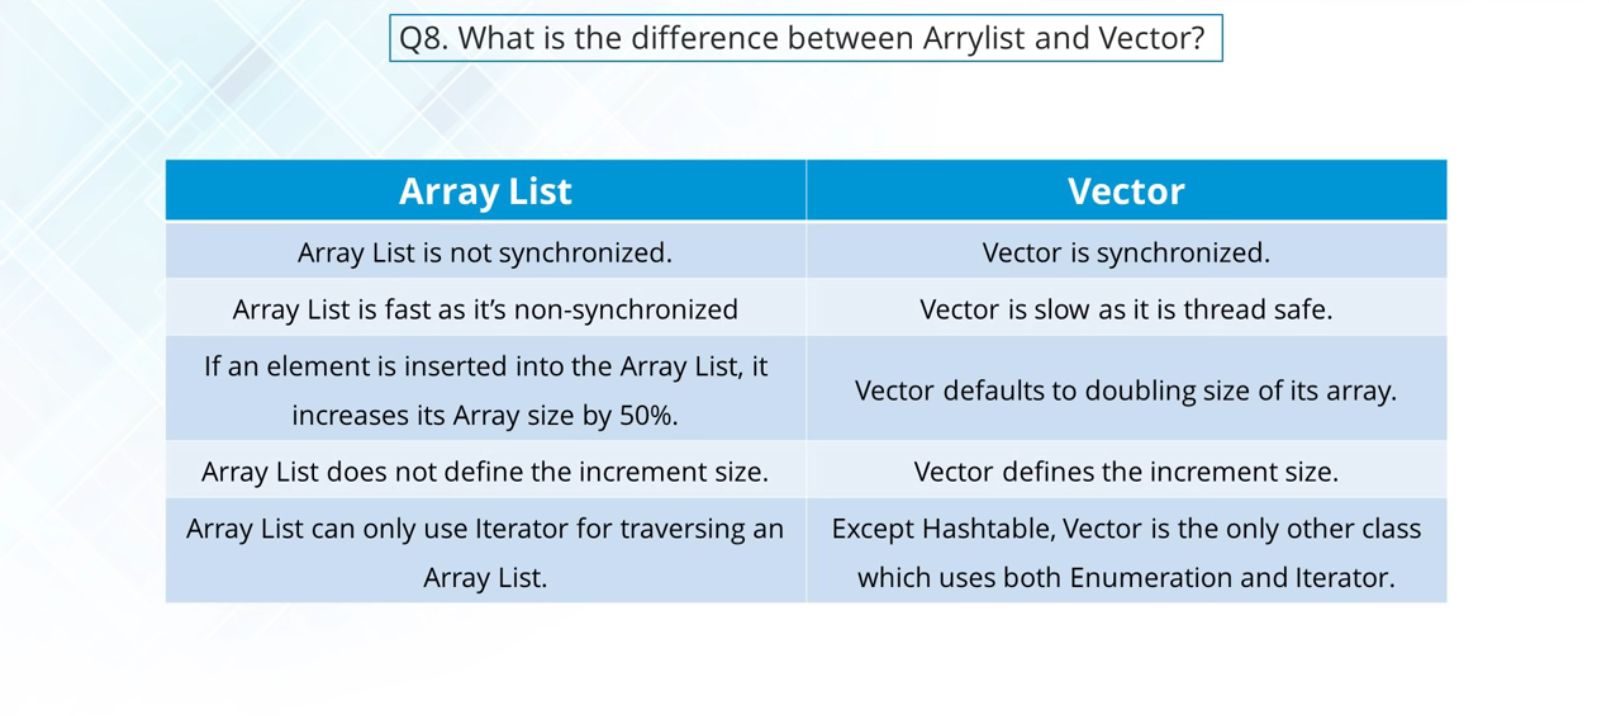 Q8. What is the difference between Arrylist and Vector?
Array List
Vector
Array List is not synchronized.
Vector is synchronized.
Array List is fast as it’s non-synchronized
Vector is slow as it is thread safe.
If an element is inserted into the Array List, it
increases its Array size by 50%.
Vector defaults to doubling size of its array.
Array List does not define the increment size.
Vector defines the increment size.
Array List can only use Iterator for traversing an
Array List.
Except Hashtable, Vector is the only other class
which uses both Enumeration and Iterator.